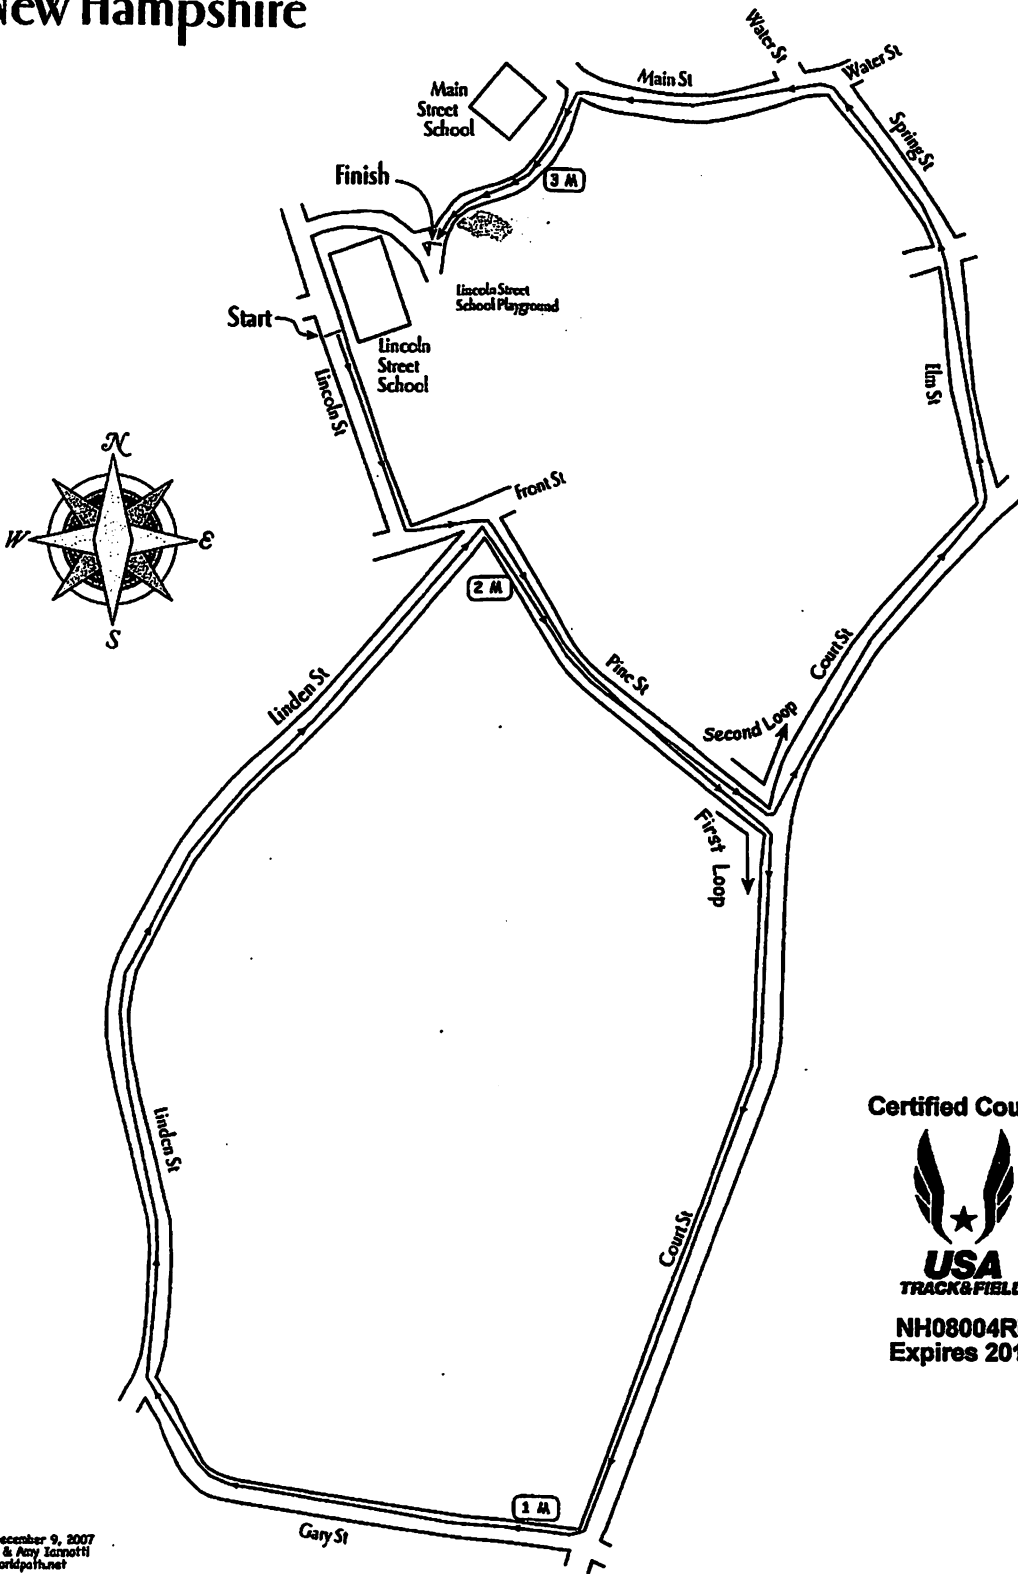 New Hampshire
Water St
Water St
Main St
Main
Street
School
Spring St
3 M
Finish
Lincoln Street
School Playground
Start
Lincoln
Street
School
Lincoln St
Elm St
N
W
E
S
Front St
2 M
Pine St
Court St
Linden St
Second Loop
First Loop
Linden St
Court St
Certified Cou
USA
TRACK&FIELD
NH08004R
Expires 201
1 M
Gary St
ecember 9, 2007
& Amy Iannotti
orldpath.net